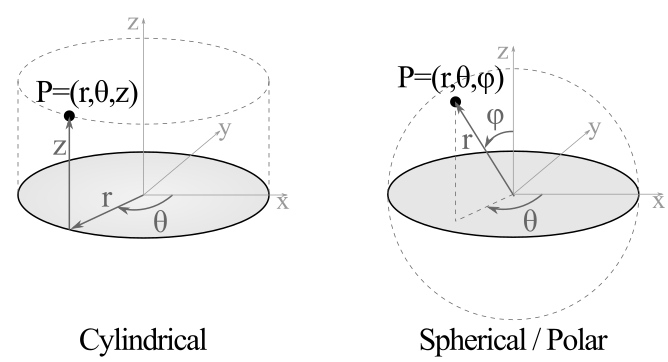 z
P=(r,θ,z)
y
z
r
x
θ
Cylindrical
z
P=(r,θ,φ)
φ
y
r
x
θ
Spherical / Polar